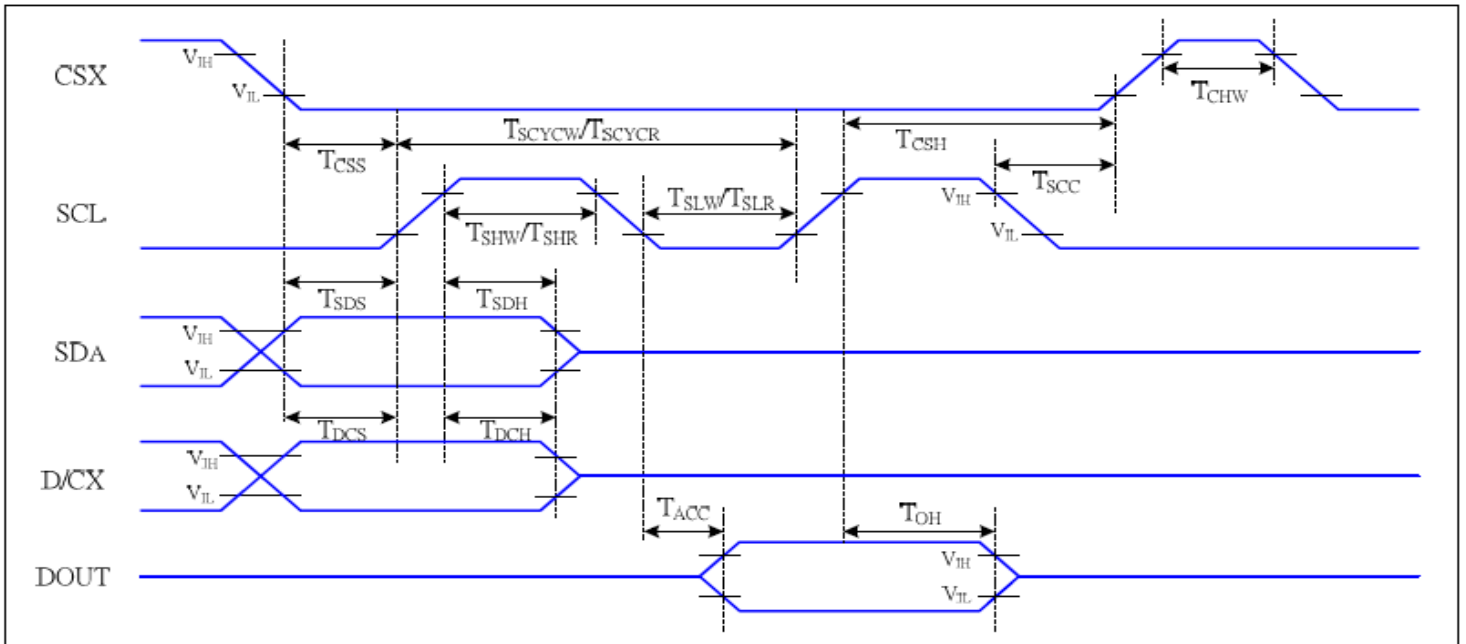 CSX
VIH
VIL
TCHW
TSCYCW/TSCYCR
TCSS
TCSH
TSCC
SCL
TSLW/TSLR
VIH
VIL
TSHW/TSHR
TSDS
TSDH
SDA
VIH
VIL
TDCS
TDCH
D/CX
VIH
VIL
TACC
TOH
DOUT
VIH
VIL